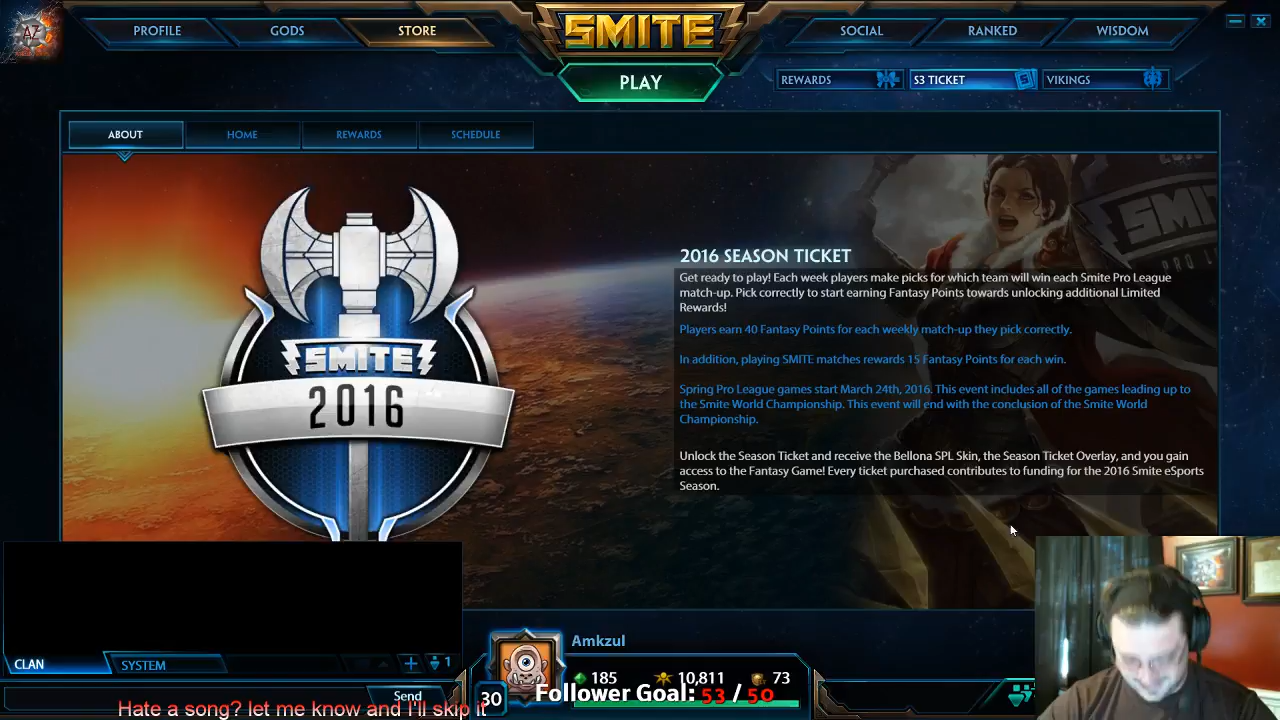 PROFILE
GODS
STORE
SMITE
SOCIAL
RANKED
WISDOM
PLAY
REWARDS
S3 TICKET
VIKINGS
ABOUT
HOME
REWARDS
SCHEDULE
SMITE
2016
2016 SEASON TICKET
Get ready to play! Each week players make picks for which team will win each Smite Pro League
match-up. Pick correctly to start earning Fantasy Points towards unlocking additional Limited
Rewards!
Players earn 40 Fantasy Points for each weekly match-up they pick correctly.
In addition, playing SMITE matches rewards 15 Fantasy Points for each win.
Spring Pro League games start March 24th, 2016. This event includes all of the games leading up to
the Smite World Championship. This event will end with the conclusion of the Smite World
Championship.
Unlock the Season Ticket and receive the Bellona SPL Skin, the Season Ticket Overlay, and you gain
access to the Fantasy Game! Every ticket purchased contributes to funding for the 2016 Smite eSports
Season.
CLAN
SYSTEM
1
Send
Hate a song? let me know and I'll skip it
Amkzul
30
185
10,811
73
Follower Goal: 53 / 50